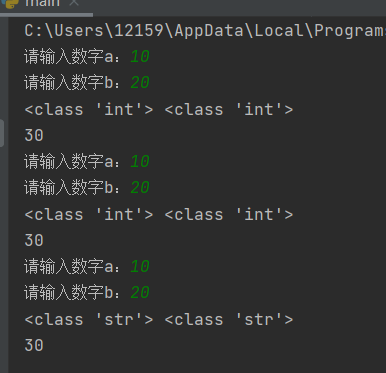 main
C:\Users\12159\AppData\Local\Program
请输入数字a：10
请输入数字b：20
<class 'int'> <class 'int'>
30
请输入数字a：10
请输入数字b：20
<class 'int'> <class 'int'>
30
请输入数字a：10
请输入数字b：20
<class 'str'> <class 'str'>
30